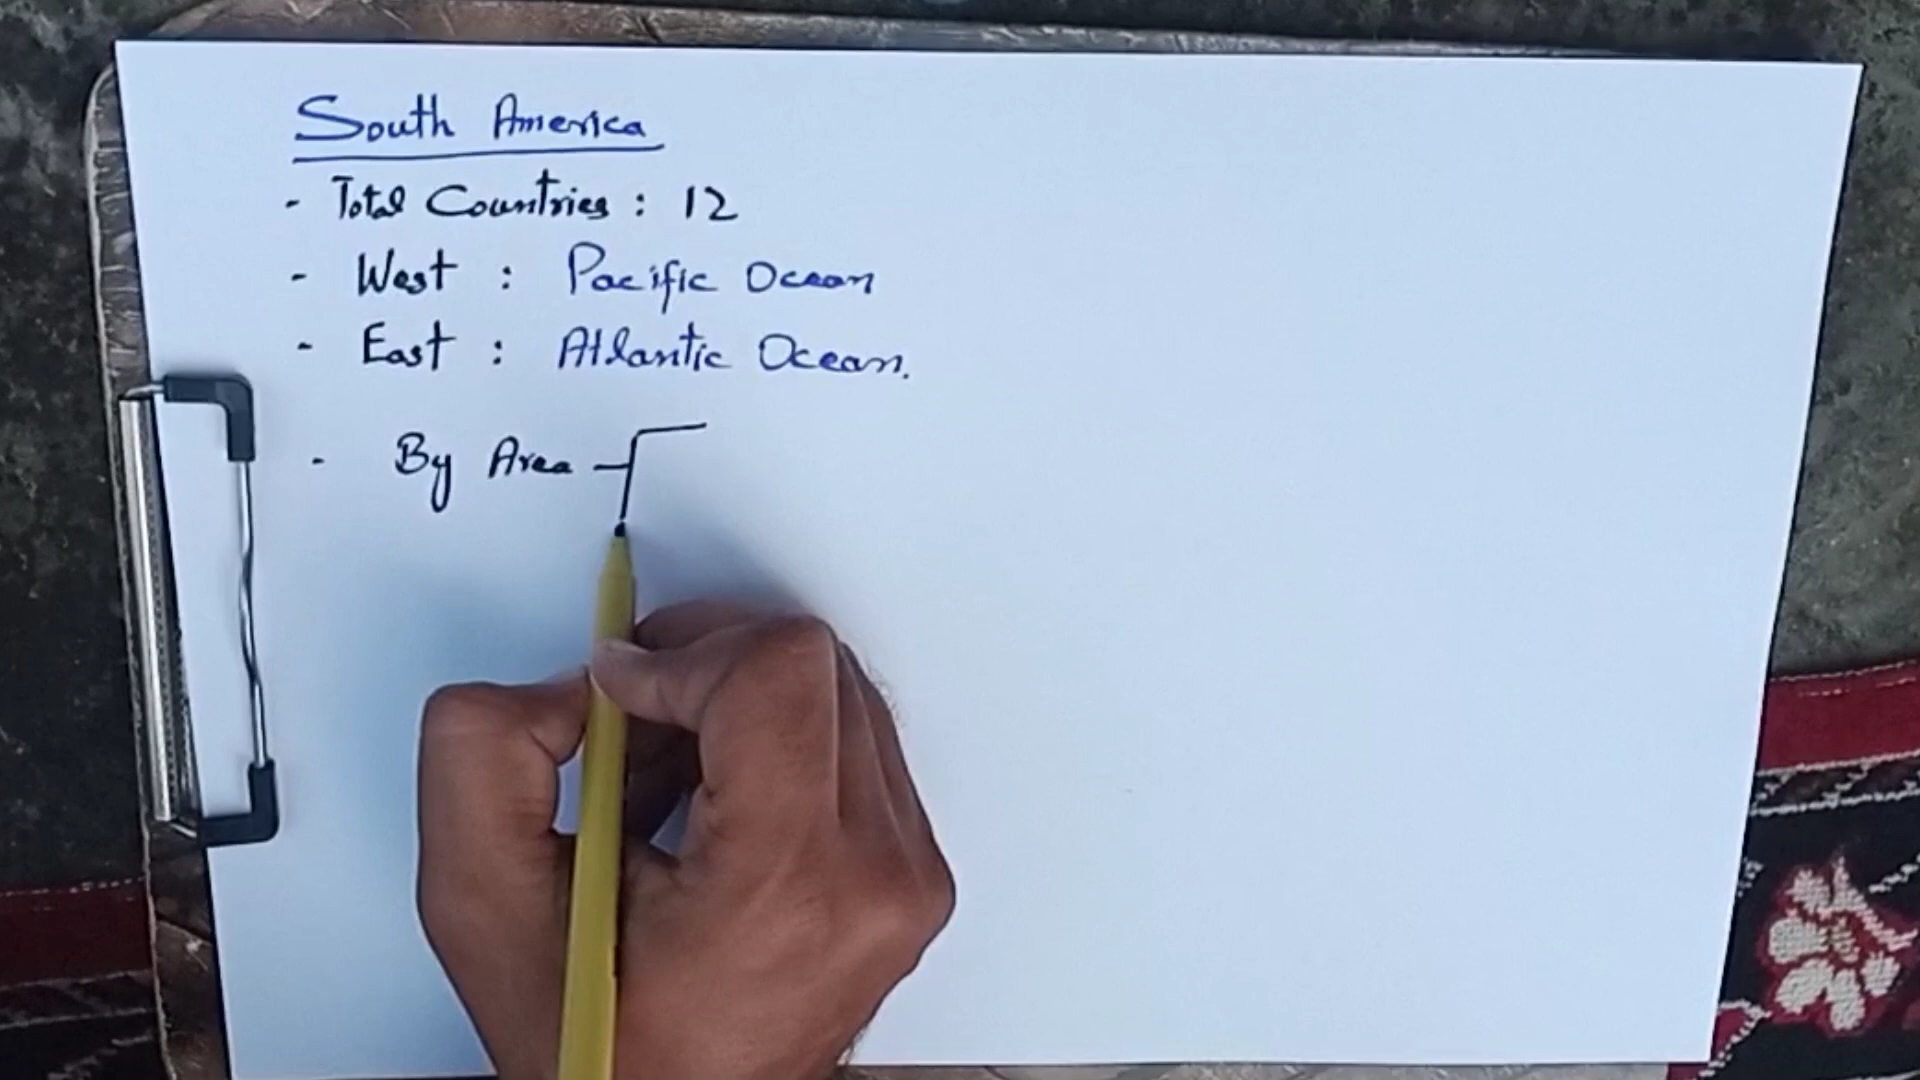 South America
- Total Countries : 12
- West : Pacific Ocean
- East : Atlantic Ocean.
- By Area